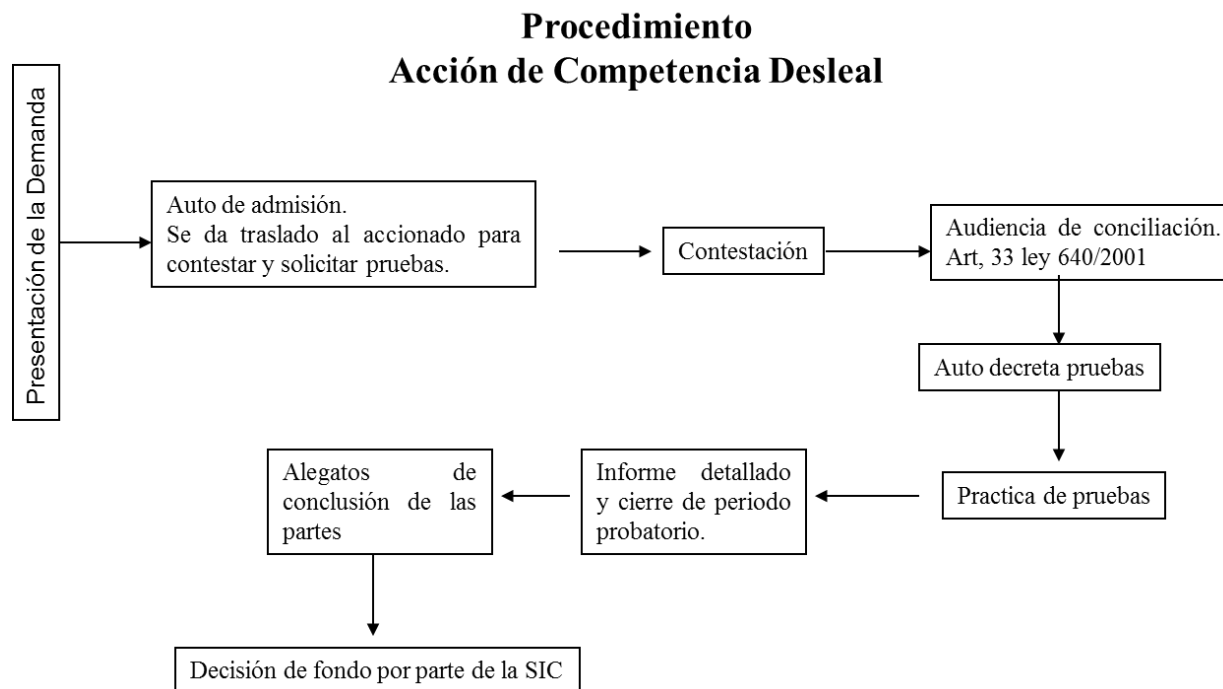 Procedimiento
Acción de Competencia Desleal
Presentación de la Demanda
Auto de admisión.
Se da traslado al accionado para
contestar y solicitar pruebas.
Contestación
Audiencia de conciliación.
Art, 33 ley 640/2001
Auto decreta pruebas
Practica de pruebas
Informe detallado
y cierre de periodo
probatorio.
Alegatos de
conclusión de las
partes
Decisión de fondo por parte de la SIC